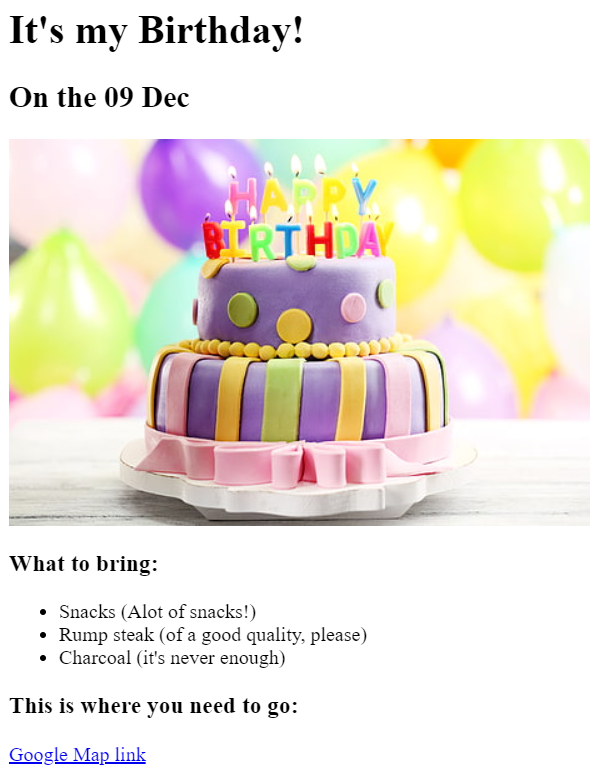 It's my Birthday!
On the 09 Dec
HAPPY
BIRTHDAY
What to bring:
Snacks (Alot of snacks!)
Rump steak (of a good quality, please)
Charcoal (it's never enough)
This is where you need to go:
Google Map link